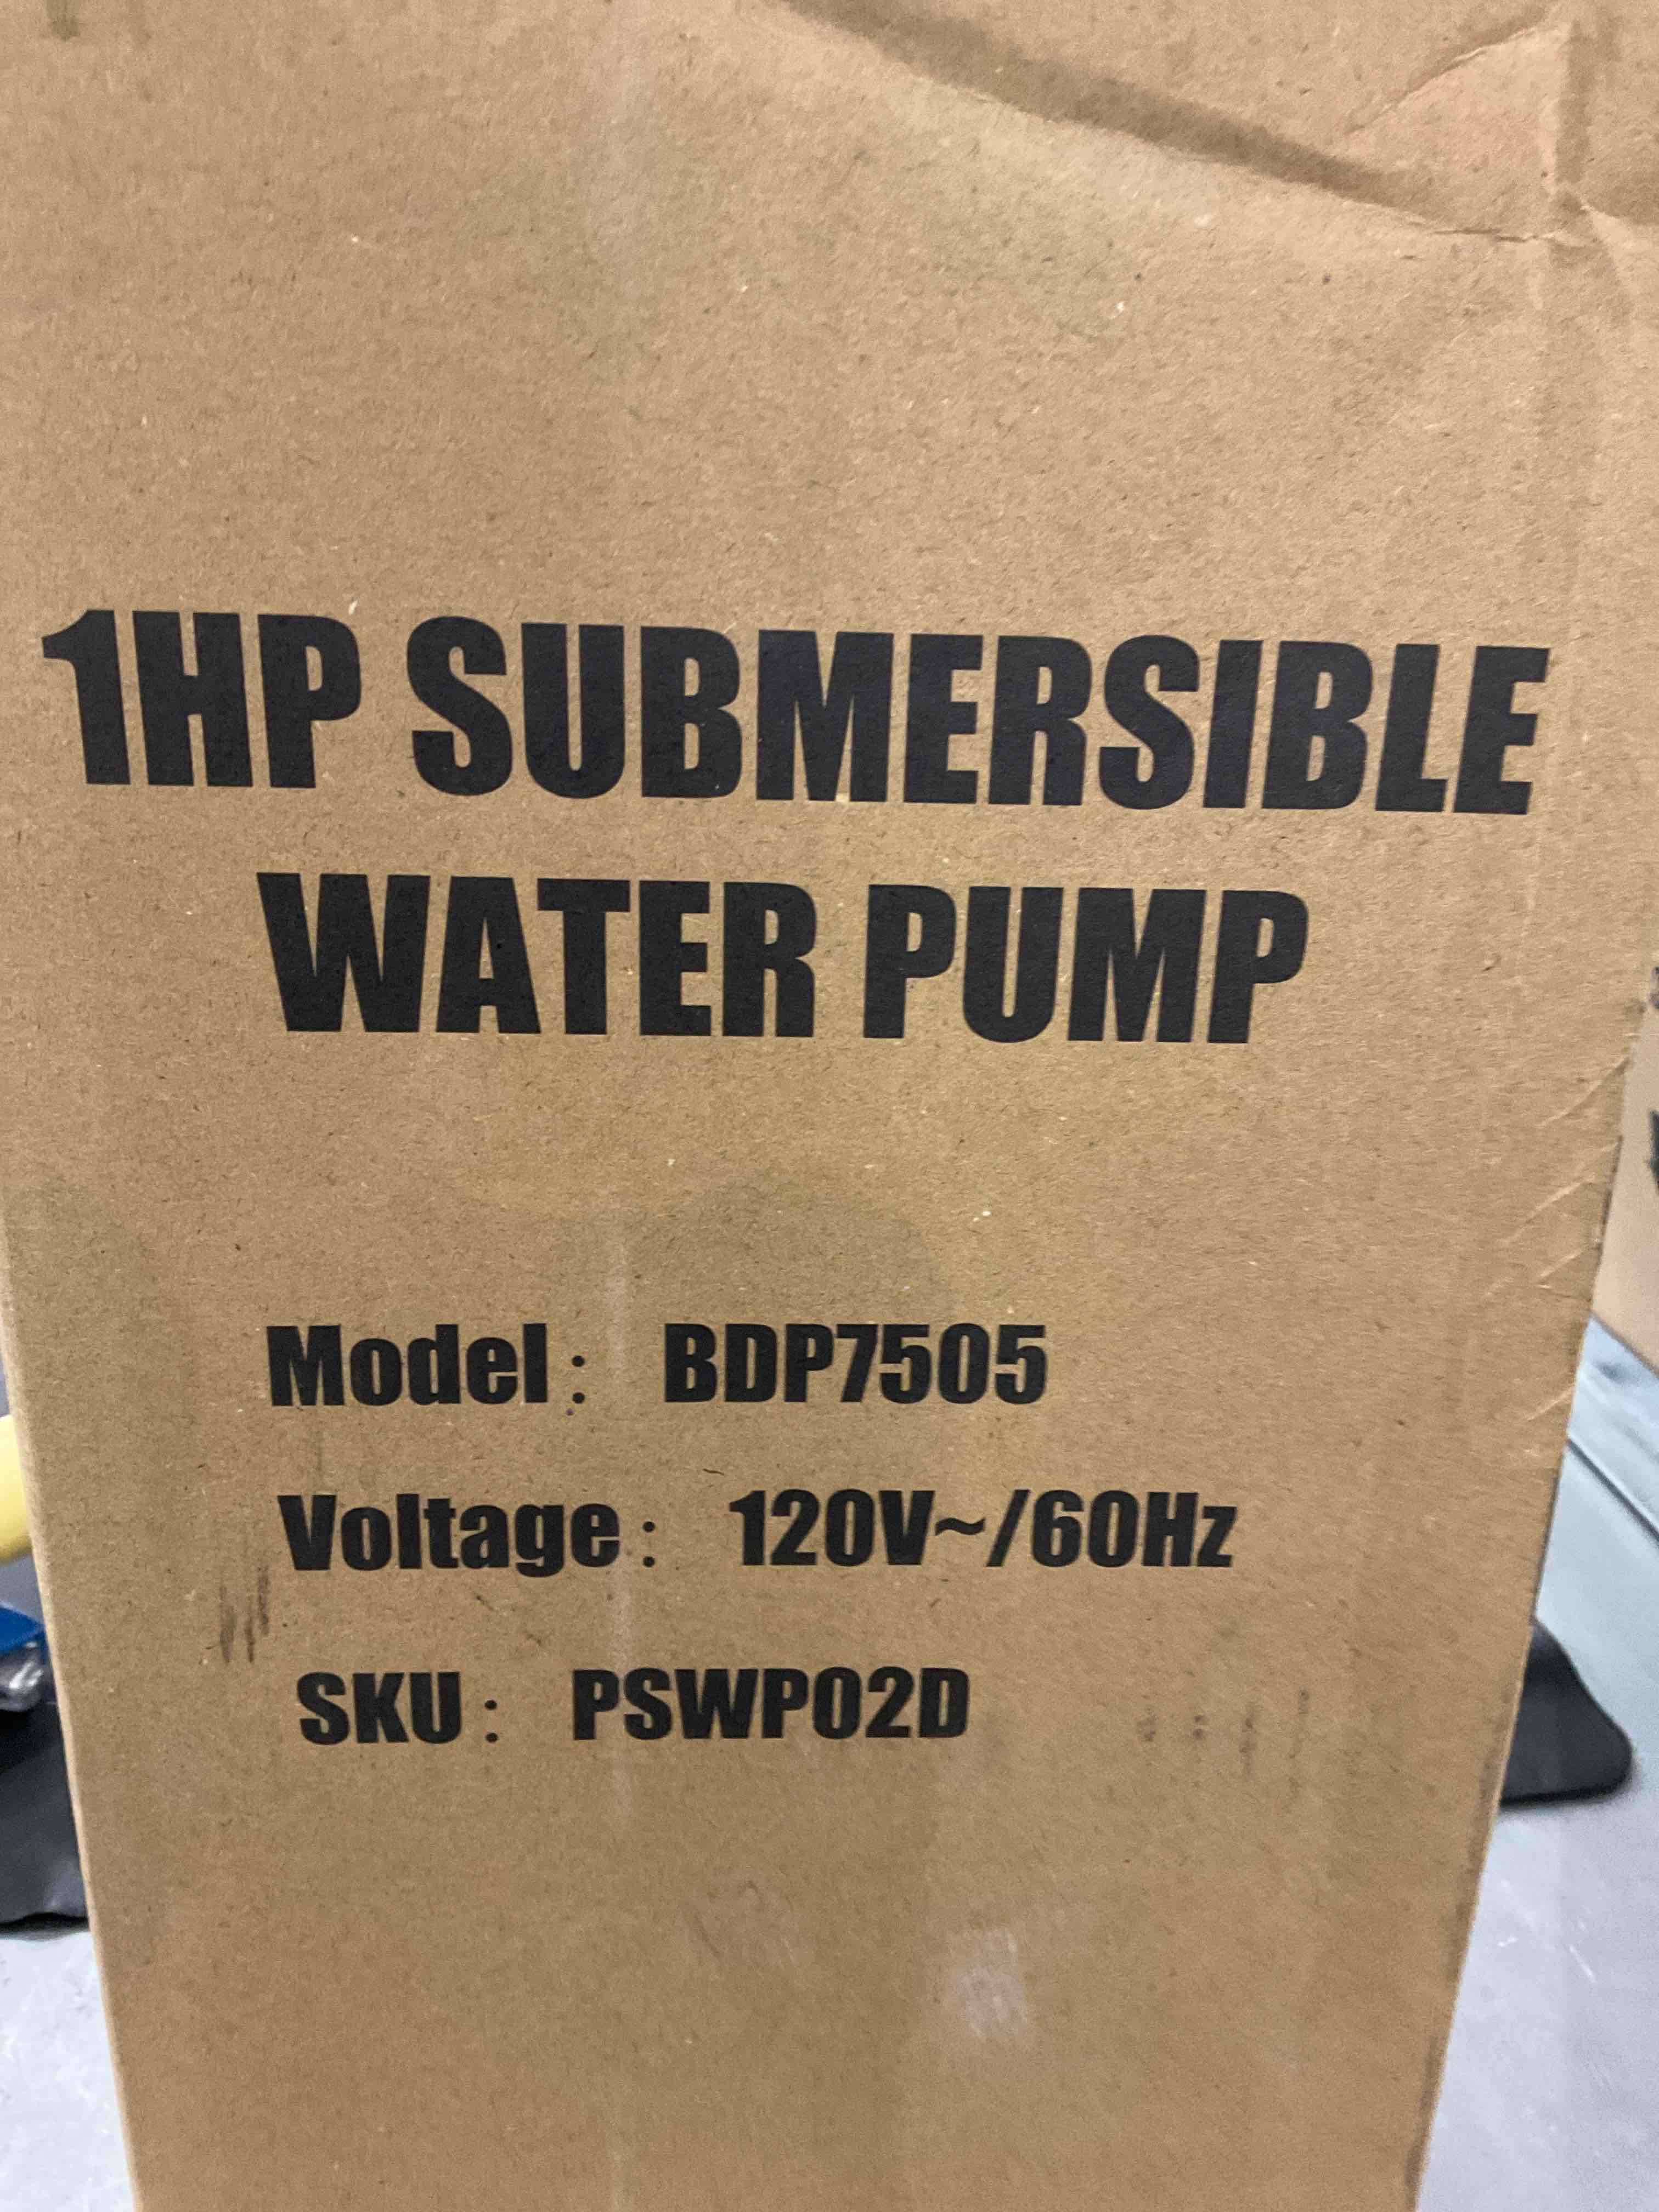 1HP SUBMERSIBLE
WATER PUMP
Model: BDP7505
Voltage: 120V~/60Hz
SKU: PSWP02D